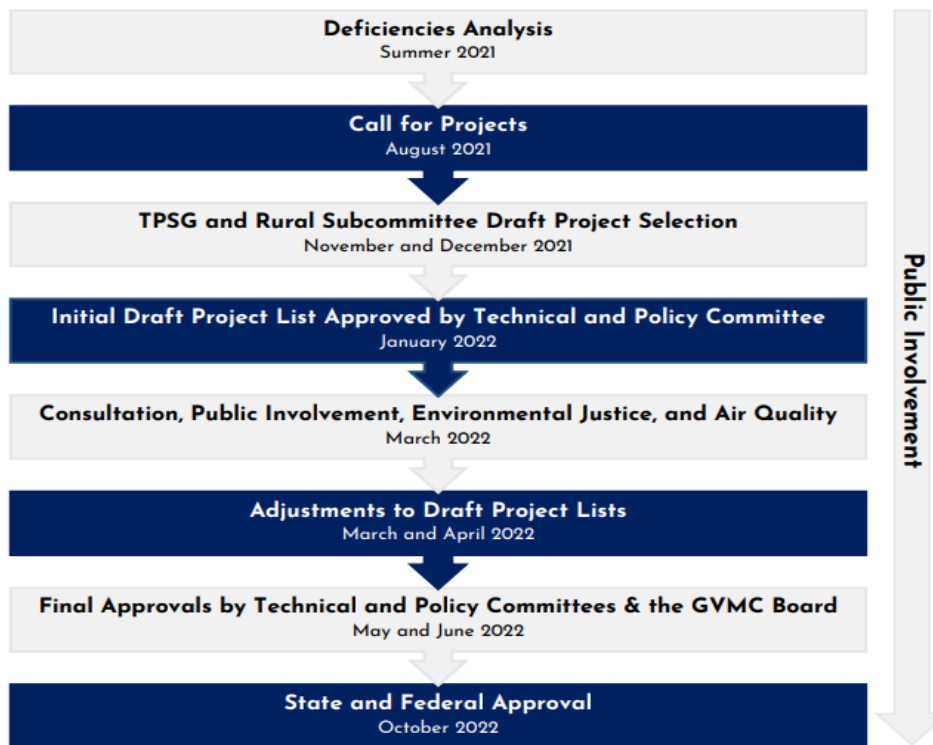 Deficiencies Analysis
Summer 2021
Call for Projects
August 2021
TPSG and Rural Subcommittee Draft Project Selection
November and December 2021
Initial Draft Project List Approved by Technical and Policy Committee
January 2022
Consultation, Public Involvement, Environmental Justice, and Air Quality
March 2022
Adjustments to Draft Project Lists
March and April 2022
Final Approvals by Technical and Policy Committees & the GVMC Board
May and June 2022
State and Federal Approval
October 2022
Public Involvement